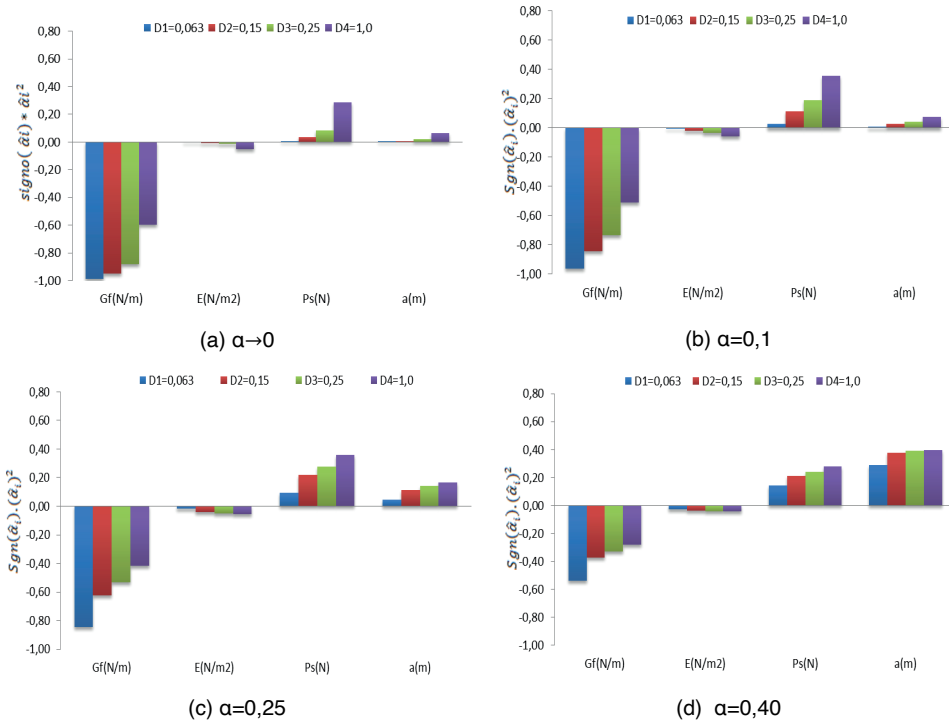 D1=0,063 D2=0,15 D3=0,25 D4=1,0
signo(âi) * âi²
0,80
0,60
0,40
0,20
0,00
-0,20
-0,40
-0,60
-0,80
-1,00
Gf(N/m) E(N/m2) Ps(N) a(m)
(a) α→0
D1=0,063 D2=0,15 D3=0,25 D4=1,0
Sgn(α̂ᵢ).(α̂ᵢ)²
0,80
0,60
0,40
0,20
0,00
-0,20
-0,40
-0,60
-0,80
-1,00
Gf(N/m) E(N/m2) Ps(N) a(m)
(b) α=0,1
D1=0,063 D2=0,15 D3=0,25 D4=1,0
Sgn(α̂ᵢ).(α̂ᵢ)²
0,80
0,60
0,40
0,20
0,00
-0,20
-0,40
-0,60
-0,80
-1,00
Gf(N/m) E(N/m2) Ps(N) a(m)
(c) α=0,25
D1=0,063 D2=0,15 D3=0,25 D4=1,0
Sgn(α̂ᵢ).(α̂ᵢ)²
0,80
0,60
0,40
0,20
0,00
-0,20
-0,40
-0,60
-0,80
-1,00
Gf(N/m) E(N/m2) Ps(N) a(m)
(d) α=0,40